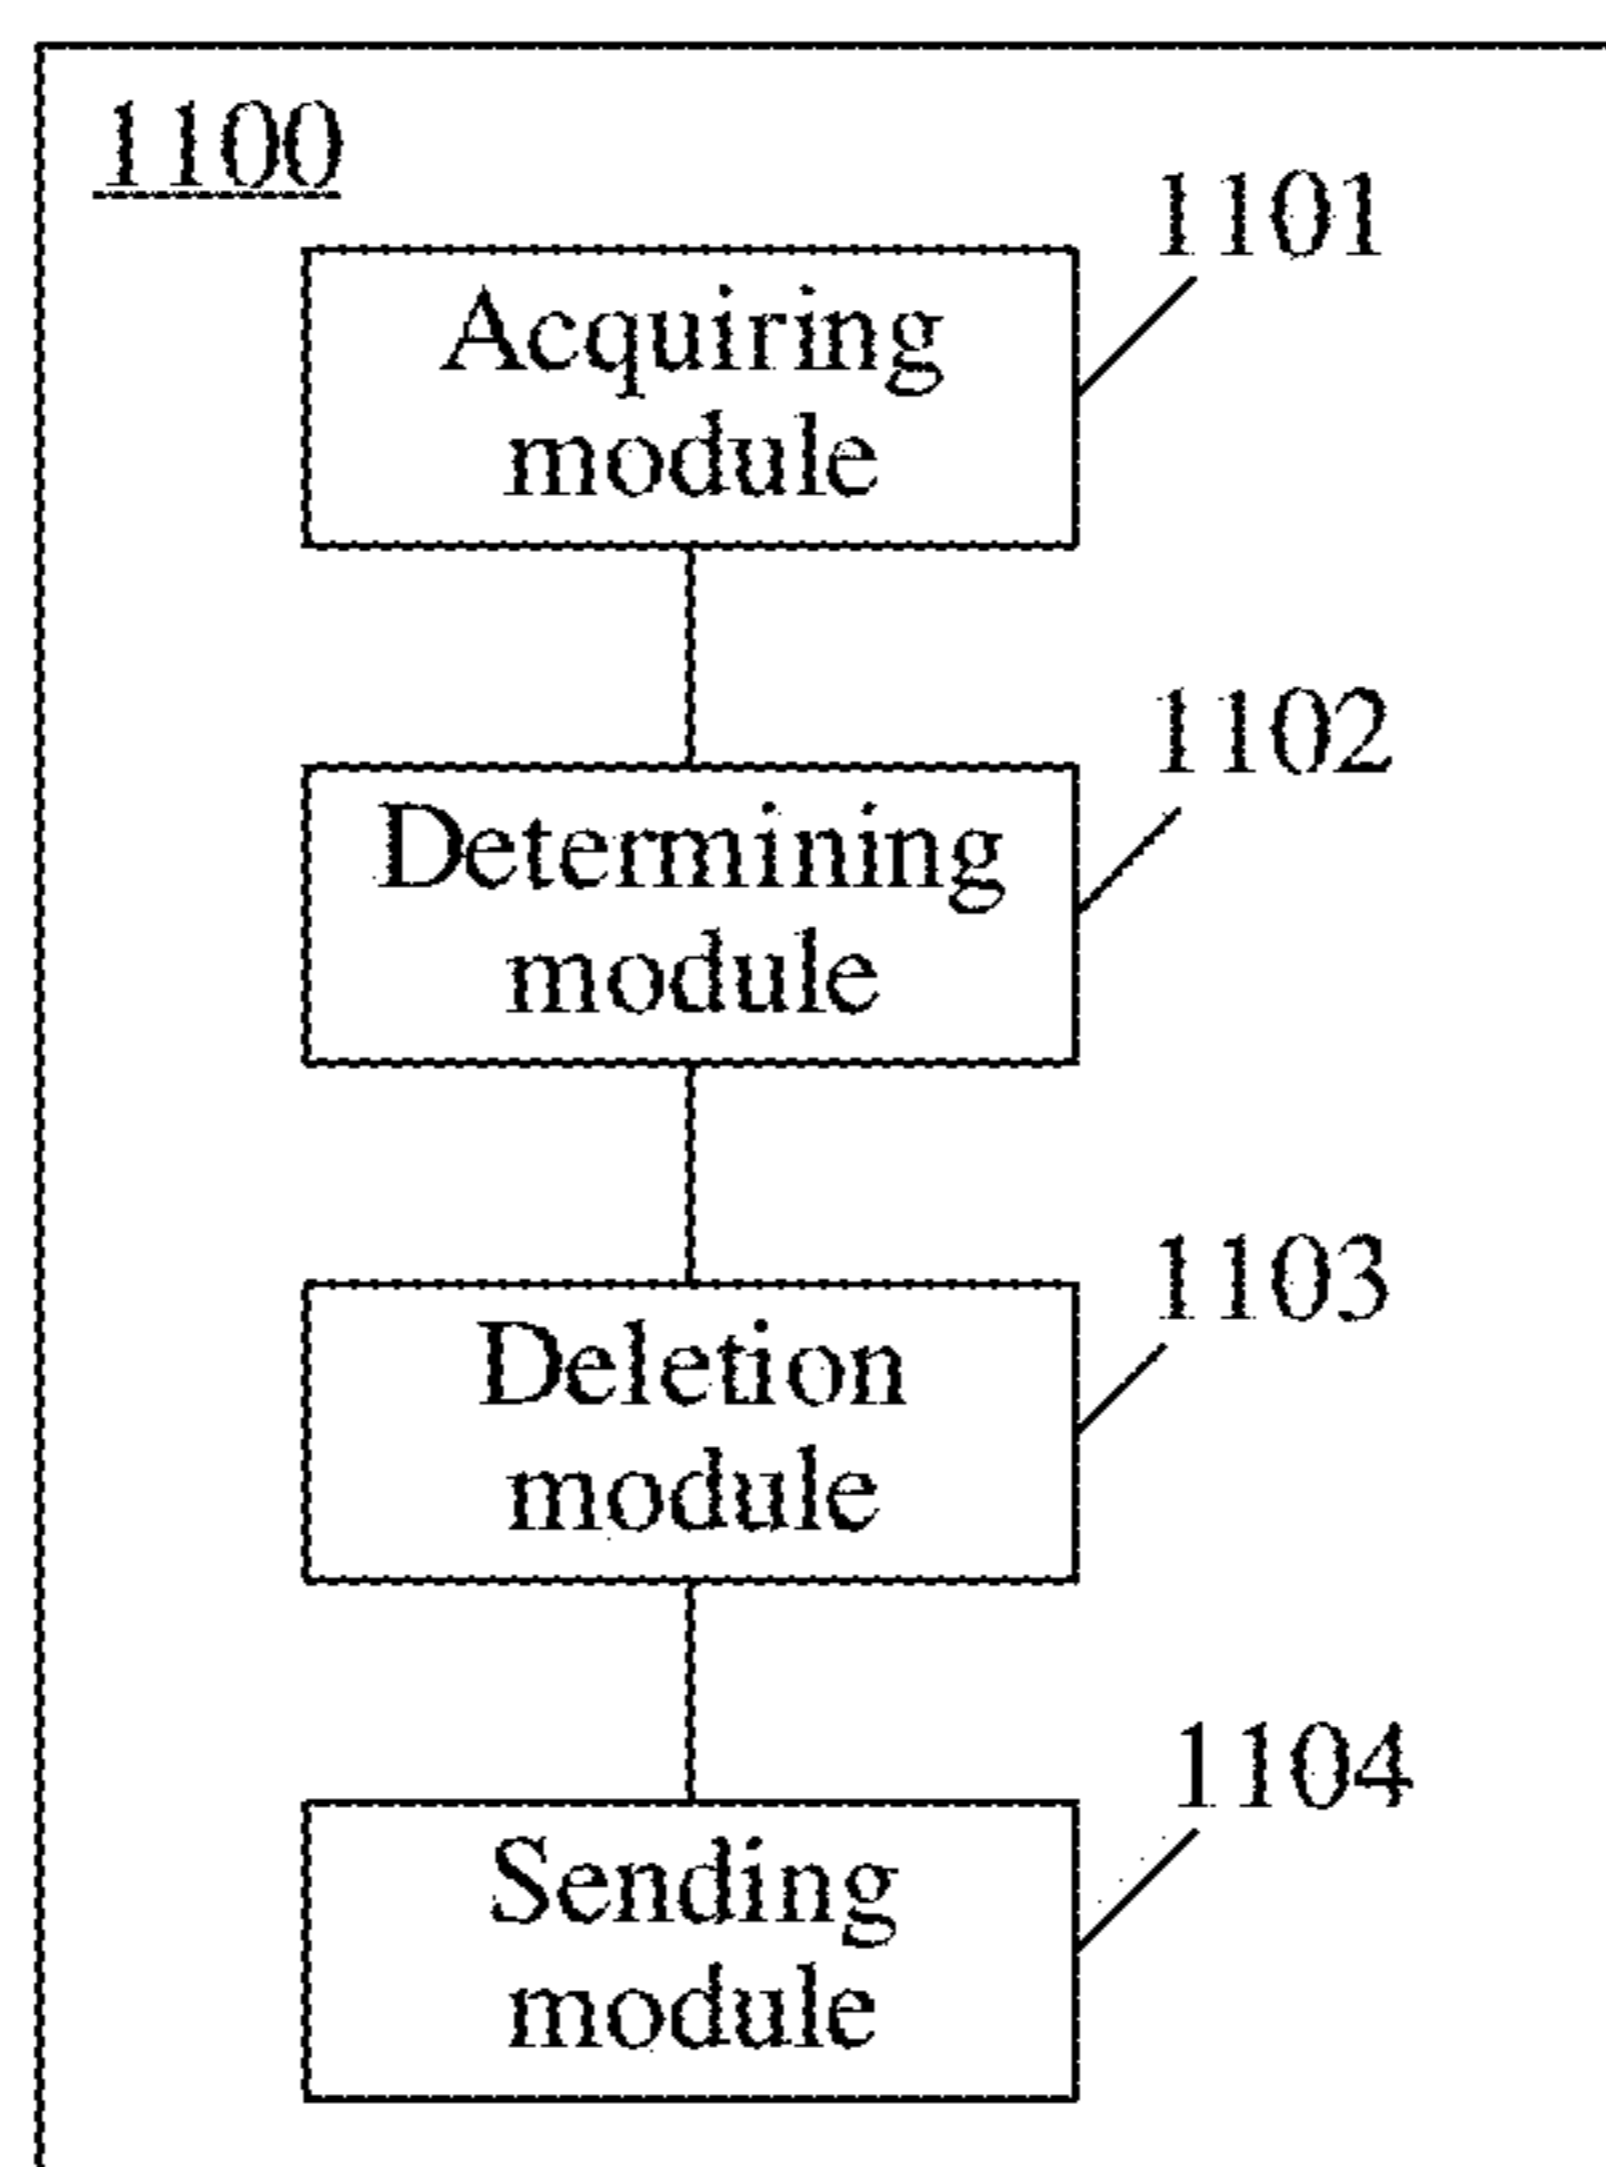 1100
1101
Acquiring
module
1102
Determining
module
1103
Deletion
module
1104
Sending
module